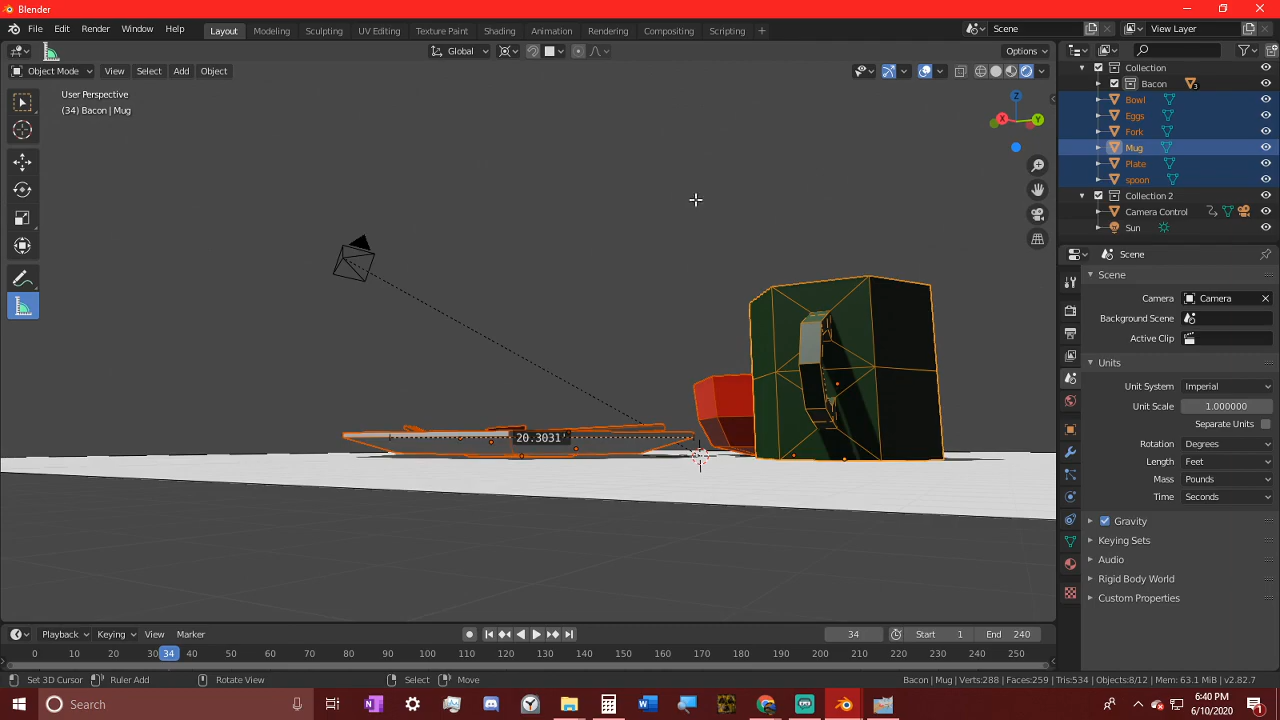 Blender
File Edit Render Window Help
Layout Modeling Sculpting UV Editing Texture Paint Shading Animation Rendering Compositing Scripting +
Scene View Layer
Global Options
Object Mode View Select Add Object
User Perspective
(34) Bacon | Mug
X Y Z
20.3031'
Collection
Bacon 3
Bowl
Eggs
Fork
Mug
Plate
spoon
Collection 2
Camera Control
Sun
Scene
Scene
Camera Camera
Background Scene
Active Clip
Units
Unit System Imperial
Unit Scale 1.000000
Separate Units
Rotation Degrees
Length Feet
Mass Pounds
Time Seconds
Gravity
Keying Sets
Audio
Rigid Body World
Custom Properties
Playback Keying View Marker 34 Start 1 End 240
0 10 20 30 34 40 50 60 70 80 90 100 110 120 130 140 150 160 170 180 190 200 210 220 230 240 250
Set 3D Cursor Ruler Add Rotate View Select Move Bacon | Mug | Verts:288 | Faces:259 | Tris:534 | Objects:8/12 | Mem: 63.1 MiB | v2.82.7
Search
6:40 PM
6/10/2020